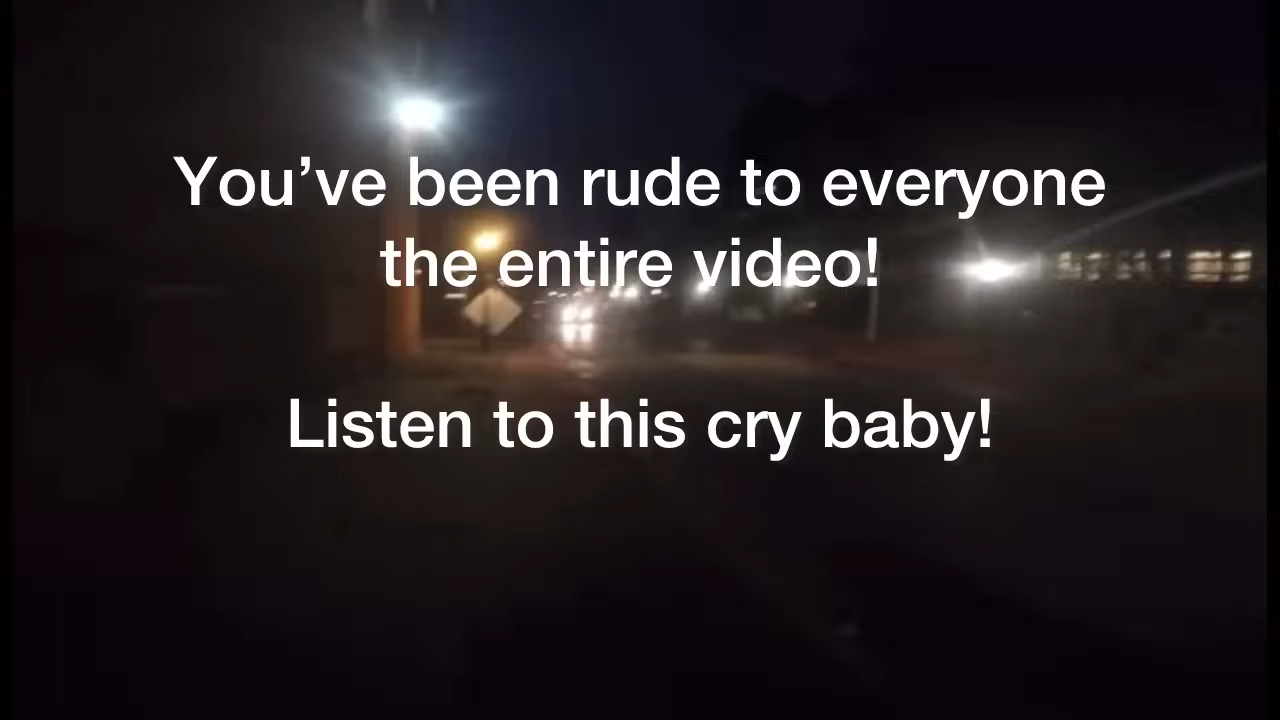 You’ve been rude to everyone
the entire video!
Listen to this cry baby!